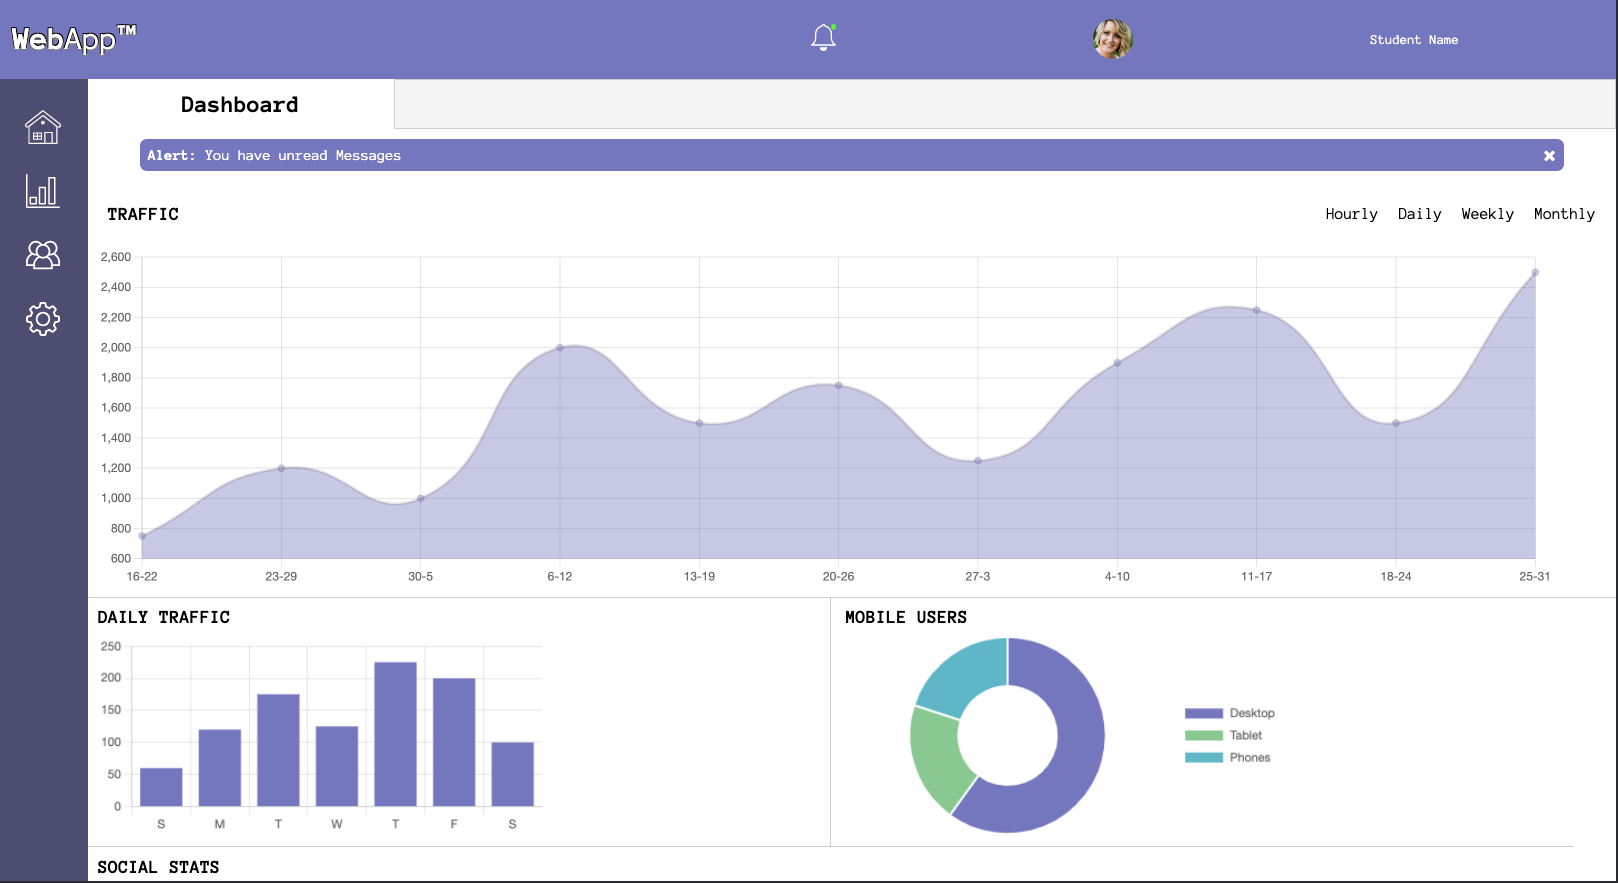 WebApp™
Student Name
Dashboard
Alert: You have unread Messages ✖
TRAFFIC
Hourly Daily Weekly Monthly
2,600
2,400
2,200
2,000
1,800
1,600
1,400
1,200
1,000
800
600
16-22 23-29 30-5 6-12 13-19 20-26 27-3 4-10 11-17 18-24 25-31
DAILY TRAFFIC
250
200
150
100
50
0
S M T W T F S
MOBILE USERS
Desktop
Tablet
Phones
SOCIAL STATS